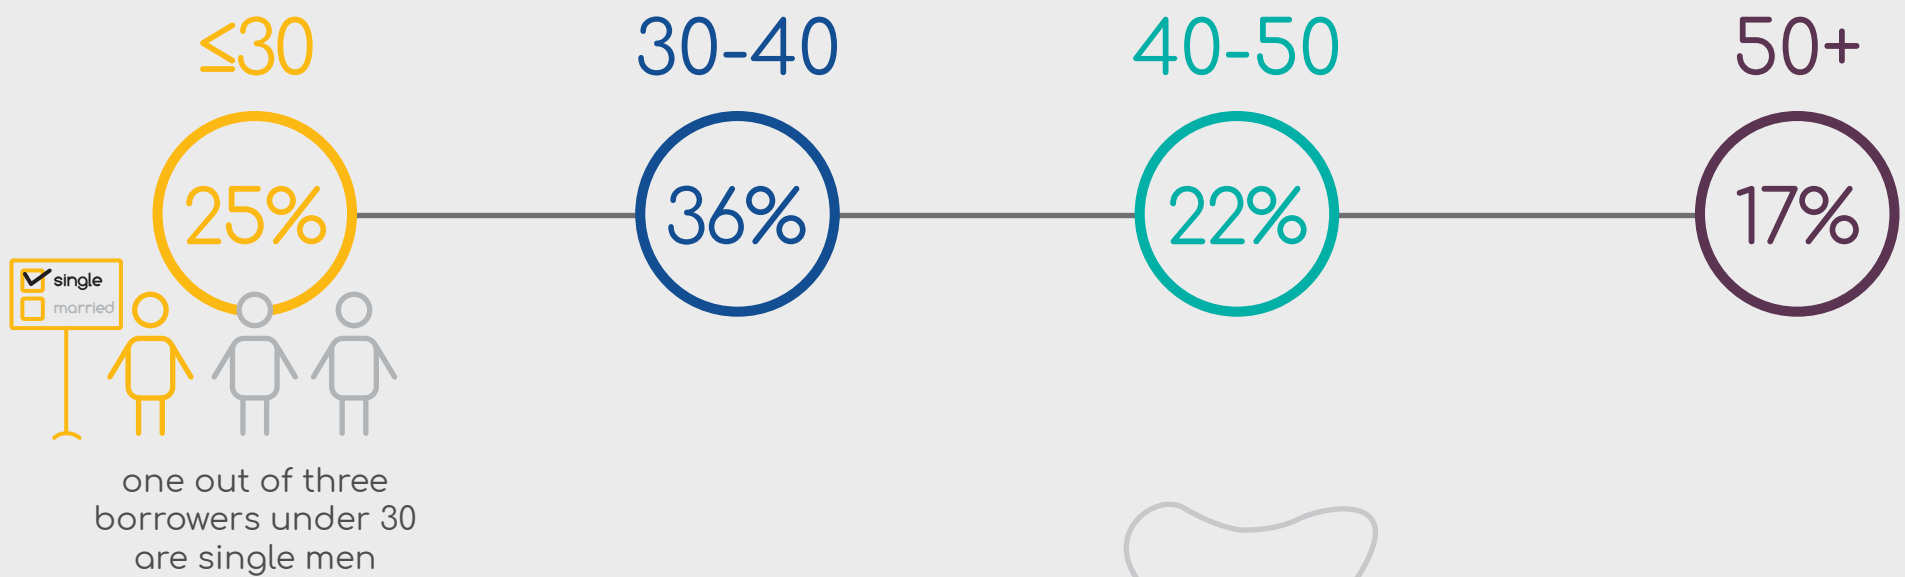 ≤30
30-40
40-50
50+
25%
36%
22%
17%
single
married
one out of three
borrowers under 30
are single men